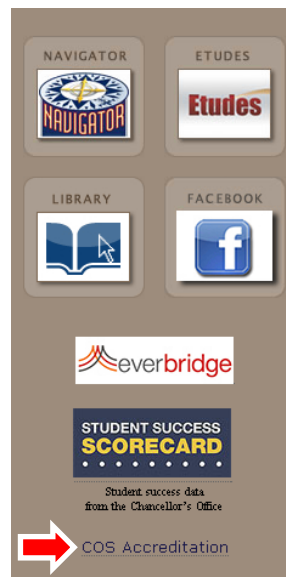 NAVIGATOR ETUDES
NAVIGATOR Etudes
LIBRARY FACEBOOK
f
everbridge
STUDENT SUCCESS
SCORECARD
Student success data
from the Chancellor's Office
COS Accreditation